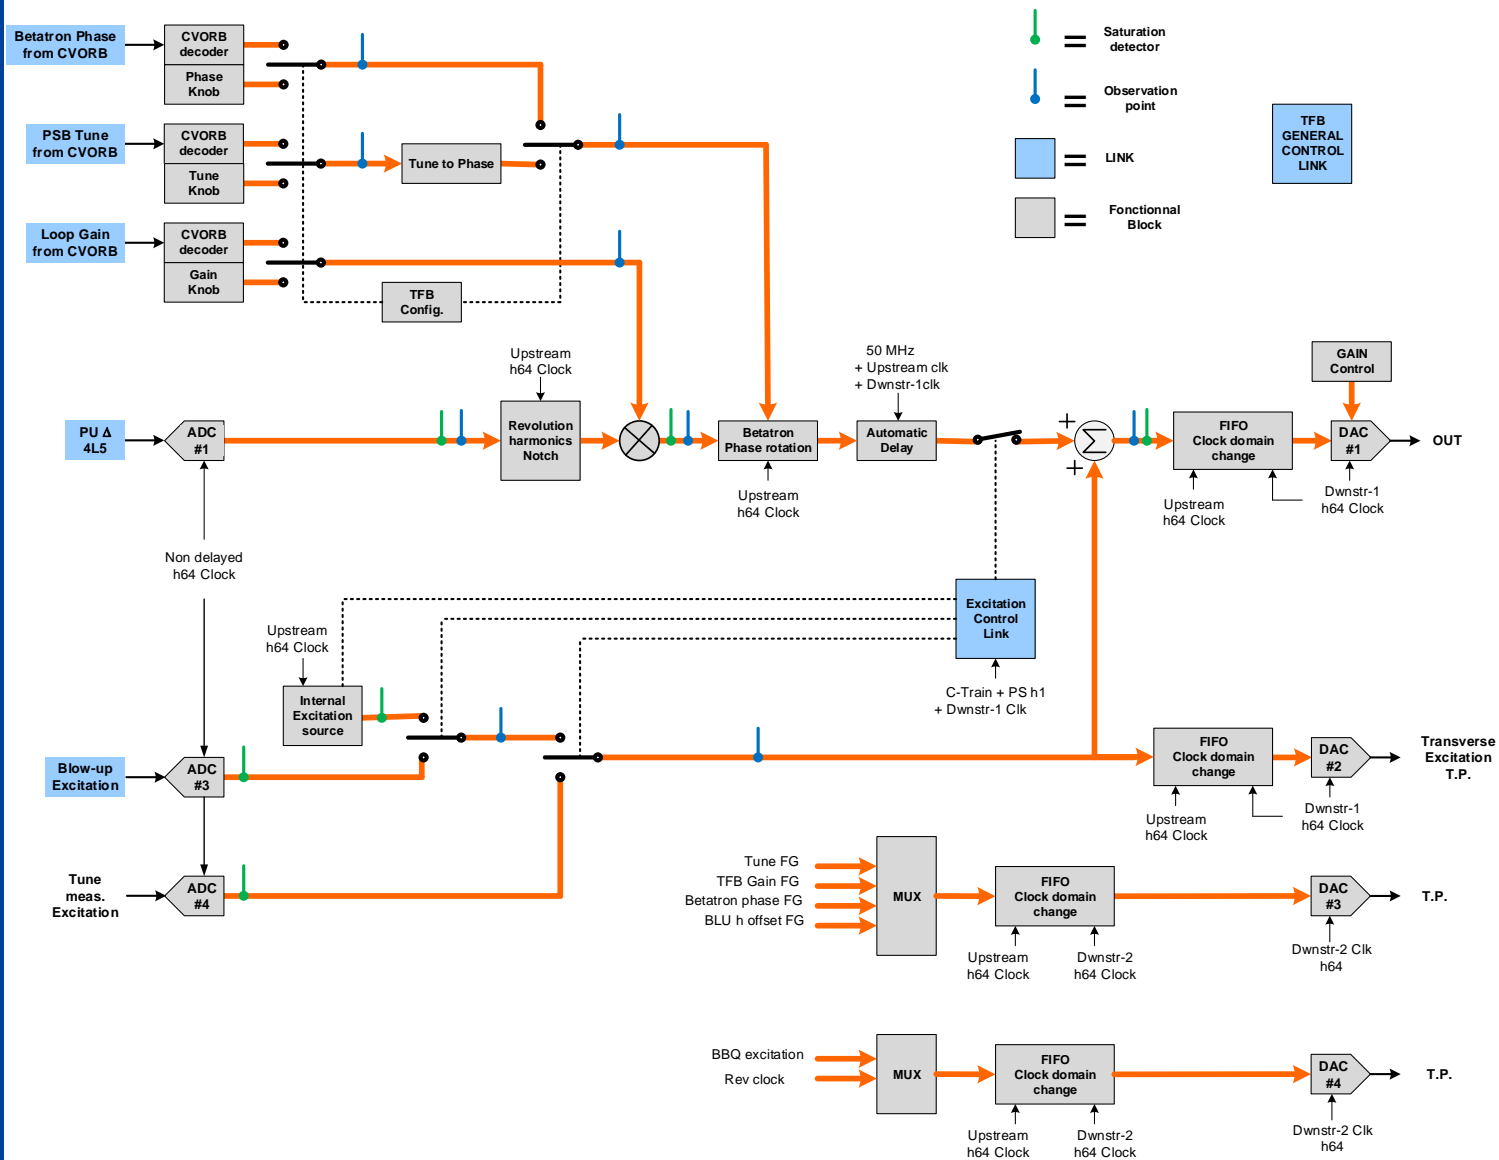 Betatron Phase
from CVORB
CVORB
decoder
Phase
Knob
PSB Tune
from CVORB
CVORB
decoder
Tune
Knob
Tune to Phase
Loop Gain
from CVORB
CVORB
decoder
Gain
Knob
TFB
Config.
=
Saturation
detector
=
Observation
point
=
LINK
=
Fonctionnal
Block
TFB
GENERAL
CONTROL
LINK
PU Δ
4L5
ADC
#1
Upstream
h64 Clock
Revolution
harmonics
Notch
Betatron
Phase rotation
Upstream
h64 Clock
50 MHz
+ Upstream clk
+ Dwnstr-1clk
Automatic
Delay
+
Σ
+
FIFO
Clock domain
change
Upstream
h64 Clock
GAIN
Control
DAC
#1
OUT
Dwnstr-1
h64 Clock
Non delayed
h64 Clock
Excitation
Control
Link
C-Train + PS h1
+ Dwnstr-1 Clk
Upstream
h64 Clock
Internal
Excitation
source
Blow-up
Excitation
ADC
#3
Tune
meas.
Excitation
ADC
#4
FIFO
Clock domain
change
Upstream
h64 Clock
DAC
#2
Dwnstr-1
h64 Clock
Transverse
Excitation
T.P.
Tune FG
TFB Gain FG
Betatron phase FG
BLU h offset FG
MUX
FIFO
Clock domain
change
Upstream
h64 Clock
Dwnstr-2
h64 Clock
DAC
#3
T.P.
Dwnstr-2 Clk
h64
BBQ excitation
Rev clock
MUX
FIFO
Clock domain
change
Upstream
h64 Clock
Dwnstr-2
h64 Clock
DAC
#4
T.P.
Dwnstr-2 Clk
h64